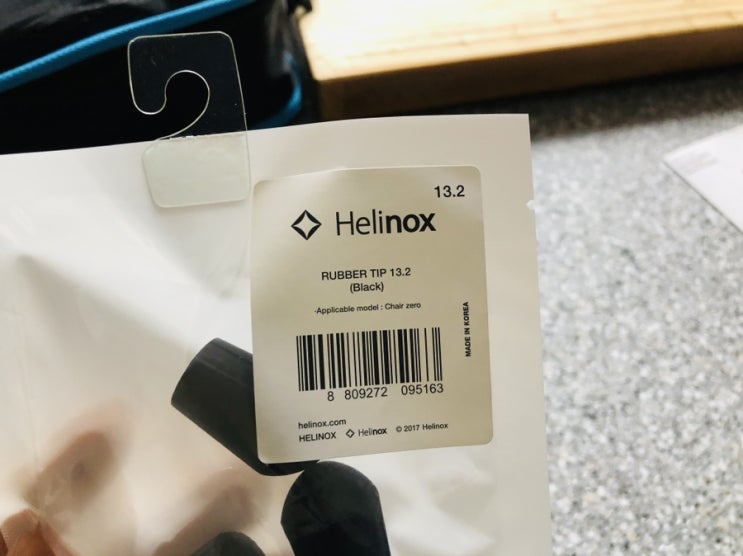 13.2
Helinox
RUBBER TIP 13.2
(Black)
-Applicable model : Chair zero
MADE IN KOREA
8 809272 095163
helinox.com
HELINOX Helinox © 2017 Helinox